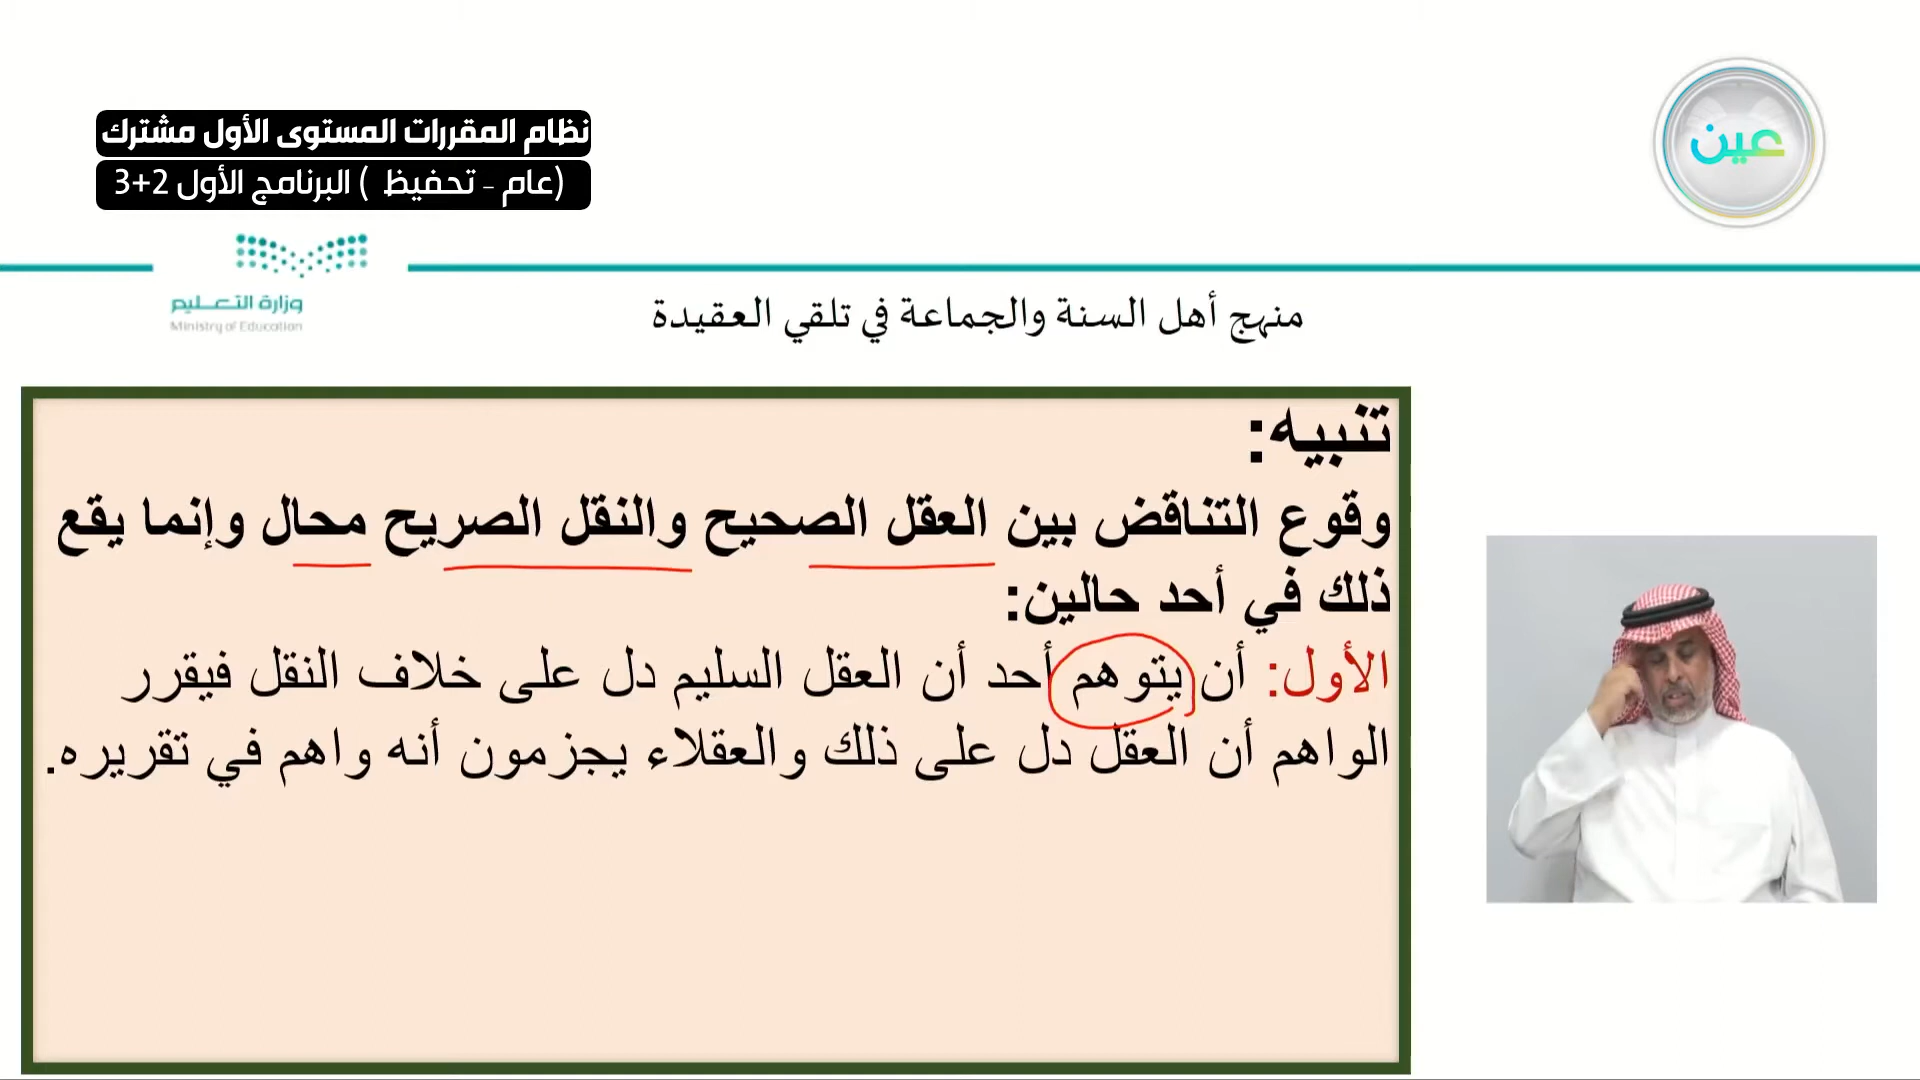 نظام المقررات المستوى الأول مشترك
(عام - تحفيظ ) البرنامج الأول 2+3
عين
وزارة التعليم
Ministry of Education
منهج أهل السنة والجماعة في تلقي العقيدة
تنبيه:
وقوع التناقض بين العقل الصحيح والنقل الصريح محال وإنما يقع
ذلك في أحد حالين:
الأول: أن يتوهم أحد أن العقل السليم دل على خلاف النقل فيقرر
الواهم أن العقل دل على ذلك والعقلاء يجزمون أنه واهم في تقريره.